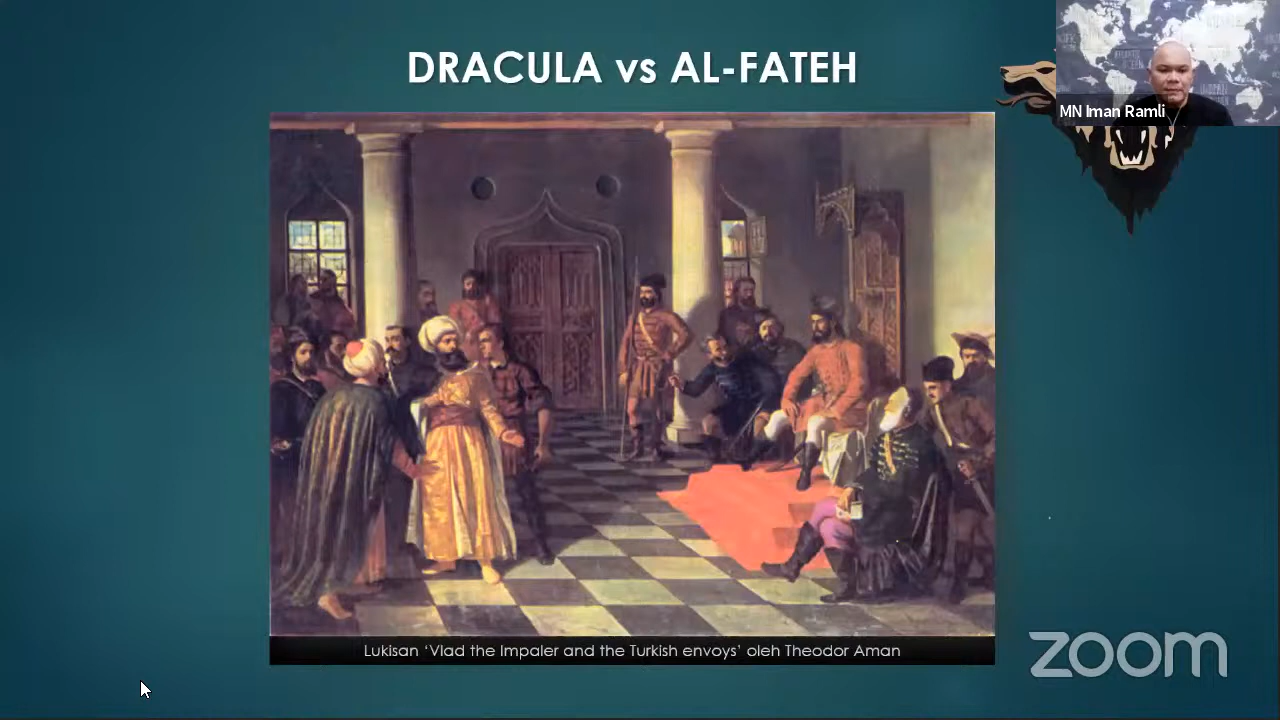 DRACULA vs AL-FATEH
MN Iman Ramli
Lukisan ‘Vlad the Impaler and the Turkish envoys’ oleh Theodor Aman
zoom